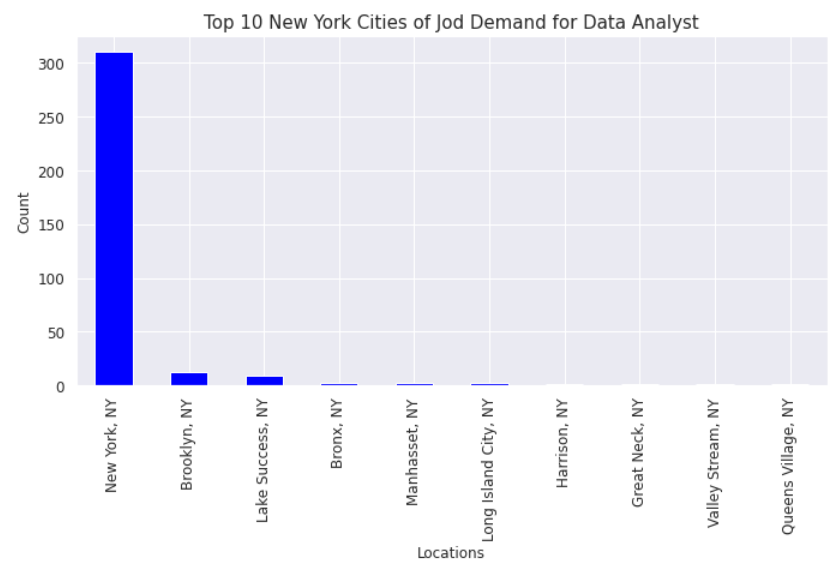 Top 10 New York Cities of Jod Demand for Data Analyst
Count
300
250
200
150
100
50
0
New York, NY
Brooklyn, NY
Lake Success, NY
Bronx, NY
Manhasset, NY
Long Island City, NY
Harrison, NY
Great Neck, NY
Valley Stream, NY
Queens Village, NY
Locations